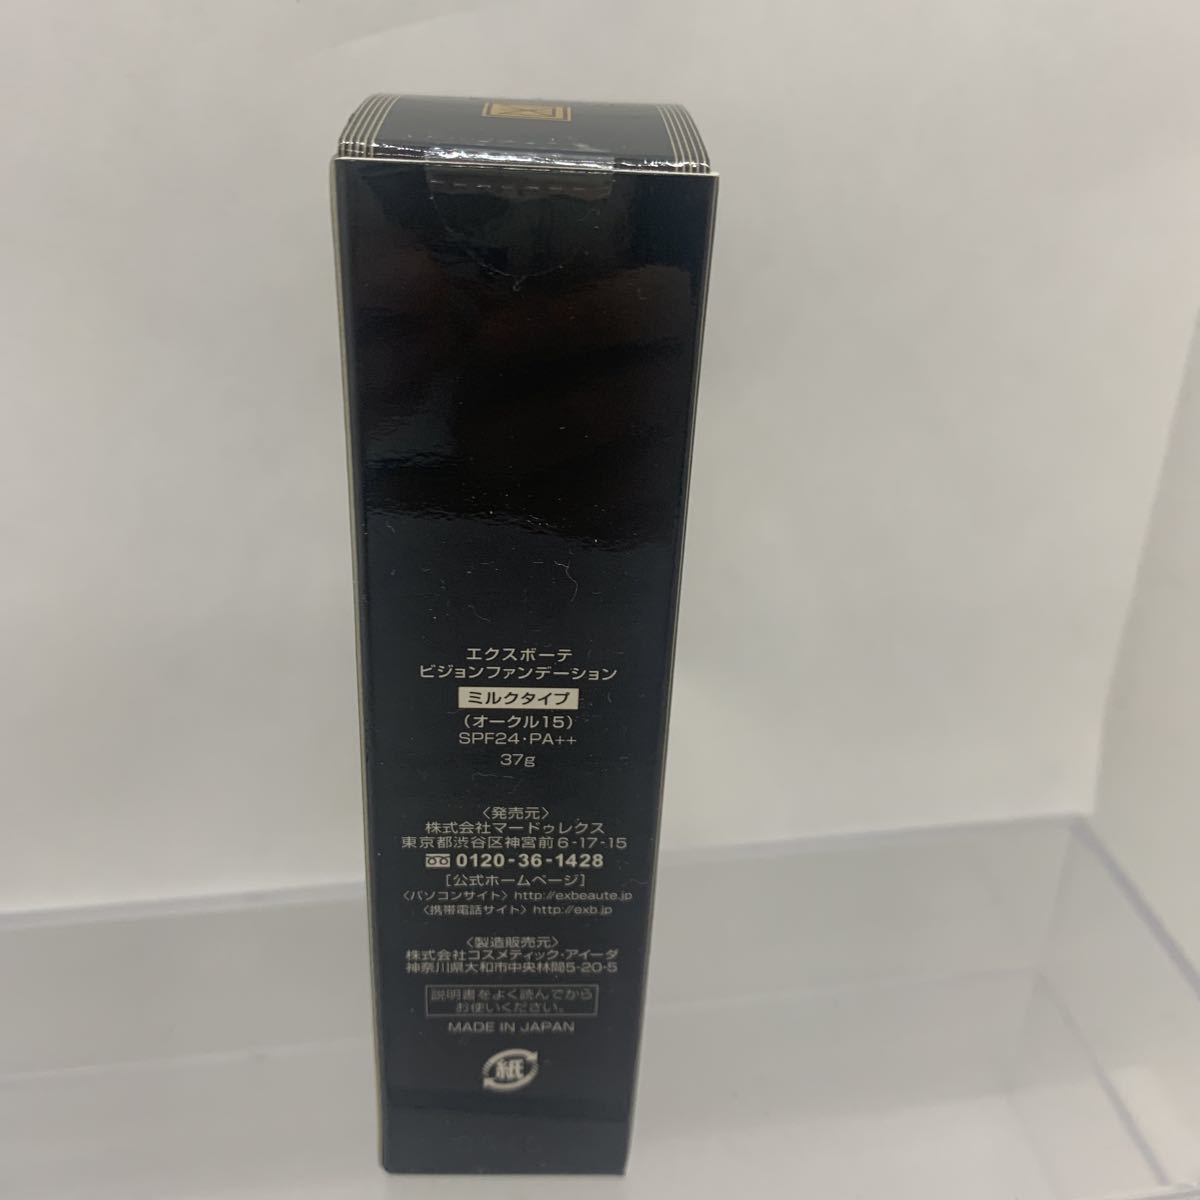 エクスボーテ
ビジョンファンデーション
ミルクタイプ
(オークル15)
SPF24・PA++
37g
〈発売元〉
株式会社マードゥレクス
東京都渋谷区神宮前6-17-15
0120-36-1428
[公式ホームページ]
〈パソコンサイト〉http://exbeaute.jp
〈携帯電話サイト〉http://exb.jp
〈製造販売元〉
株式会社コスメティック・アイーダ
神奈川県大和市中央林間5-20-5
説明書をよく読んでから
お使いください。
MADE IN JAPAN
紙